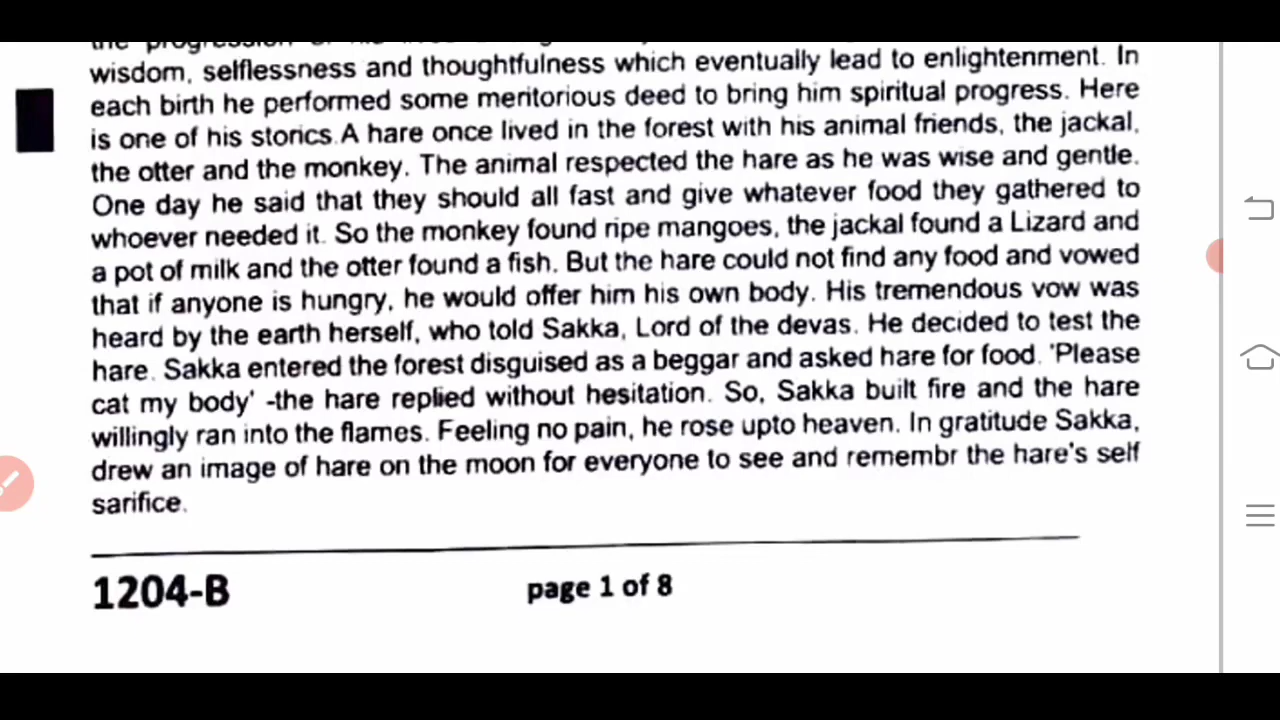 the progression of his lives
wisdom, selflessness and thoughtfulness which eventually lead to enlightenment. In
each birth he performed some meritorious deed to bring him spiritual progress. Here
is one of his storics.A hare once lived in the forest with his animal friends, the jackal,
the otter and the monkey. The animal respected the hare as he was wise and gentle.
One day he said that they should all fast and give whatever food they gathered to
whoever needed it. So the monkey found ripe mangoes, the jackal found a Lizard and
a pot of milk and the otter found a fish. But the hare could not find any food and vowed
that if anyone is hungry, he would offer him his own body. His tremendous vow was
heard by the earth herself, who told Sakka, Lord of the devas. He decided to test the
hare. Sakka entered the forest disguised as a beggar and asked hare for food. 'Please
cat my body' -the hare replied without hesitation. So, Sakka built fire and the hare
willingly ran into the flames. Feeling no pain, he rose upto heaven. In gratitude Sakka,
drew an image of hare on the moon for everyone to see and remembr the hare's self
sarifice.
1204-B page 1 of 8